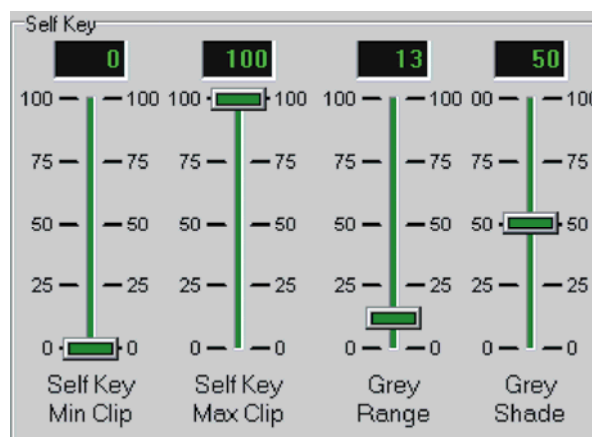 Self Key
0 100 13 50
100 100 100 100 100 100 00 100
75 75 75 75 75 75 75 75
50 50 50 50 50 50 50 50
25 25 25 25 25 25 25 25
0 0 0 0 0 0 0 0
Self Key Self Key Grey Grey
Min Clip Max Clip Range Shade